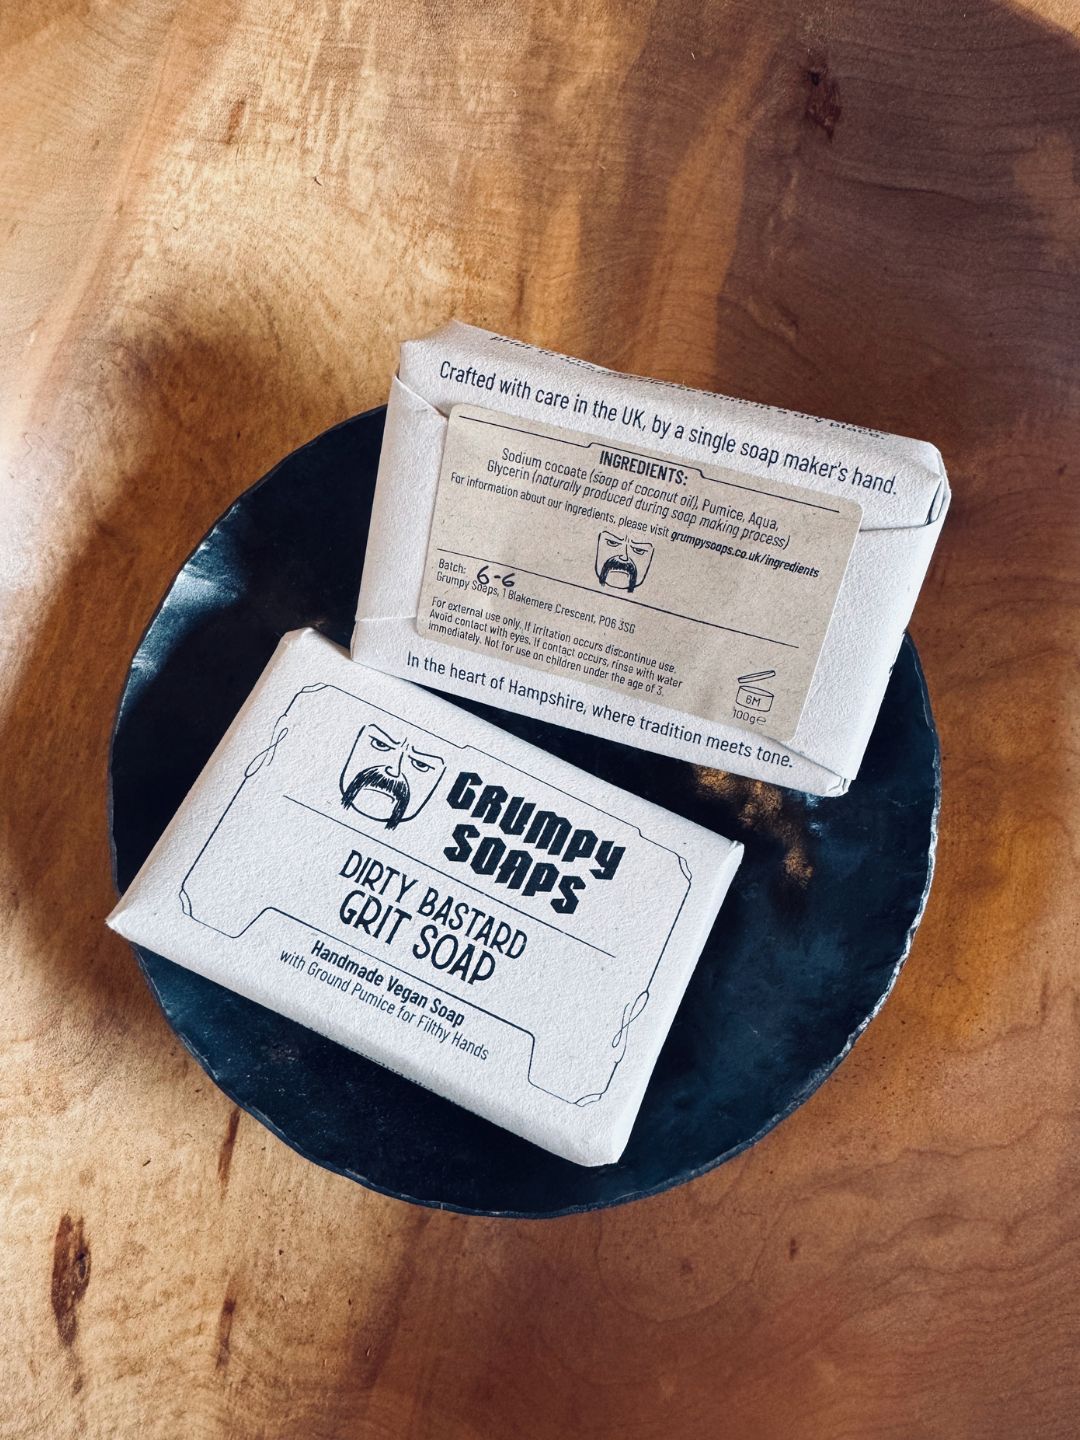 Crafted with care in the UK, by a single soap maker's hand.
INGREDIENTS:
Sodium cocoate (soap of coconut oil), Pumice, Aqua,
Glycerin (naturally produced during soap making process)
For information about our ingredients, please visit grumpysoaps.co.uk/ingredients
Batch: 6-6
Grumpy Soaps, 1 Blakemere Crescent, PO6 3SG
For external use only. If irritation occurs discontinue use.
Avoid contact with eyes. If contact occurs, rinse with water
immediately. Not for use on children under the age of 3.
6M
100g℮
In the heart of Hampshire, where tradition meets tone.
GRUMPY
SOAPS
DIRTY BASTARD
GRIT SOAP
Handmade Vegan Soap
with Ground Pumice for Filthy Hands